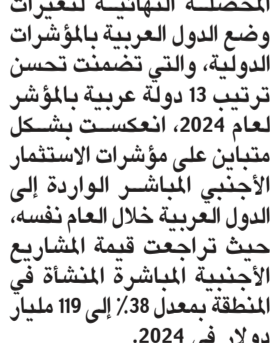 المحصلة النهائية لتغيرات
وضع الدول العربية بالمؤشرات
الدولية، والتي تضمنت تحسن
ترتيب 13 دولة عربية بالمؤشر
لعام 2024، انعكست بشكل
متباين على مؤشرات الاستثمار
الأجنبي المباشر الواردة إلى
الدول العربية خلال العام نفسه،
حيث تراجعت قيمة المشاريع
الأجنبية المباشرة المنشأة في
المنطقة بمعدل 38٪ إلى 119 مليار
دولار في 2024.